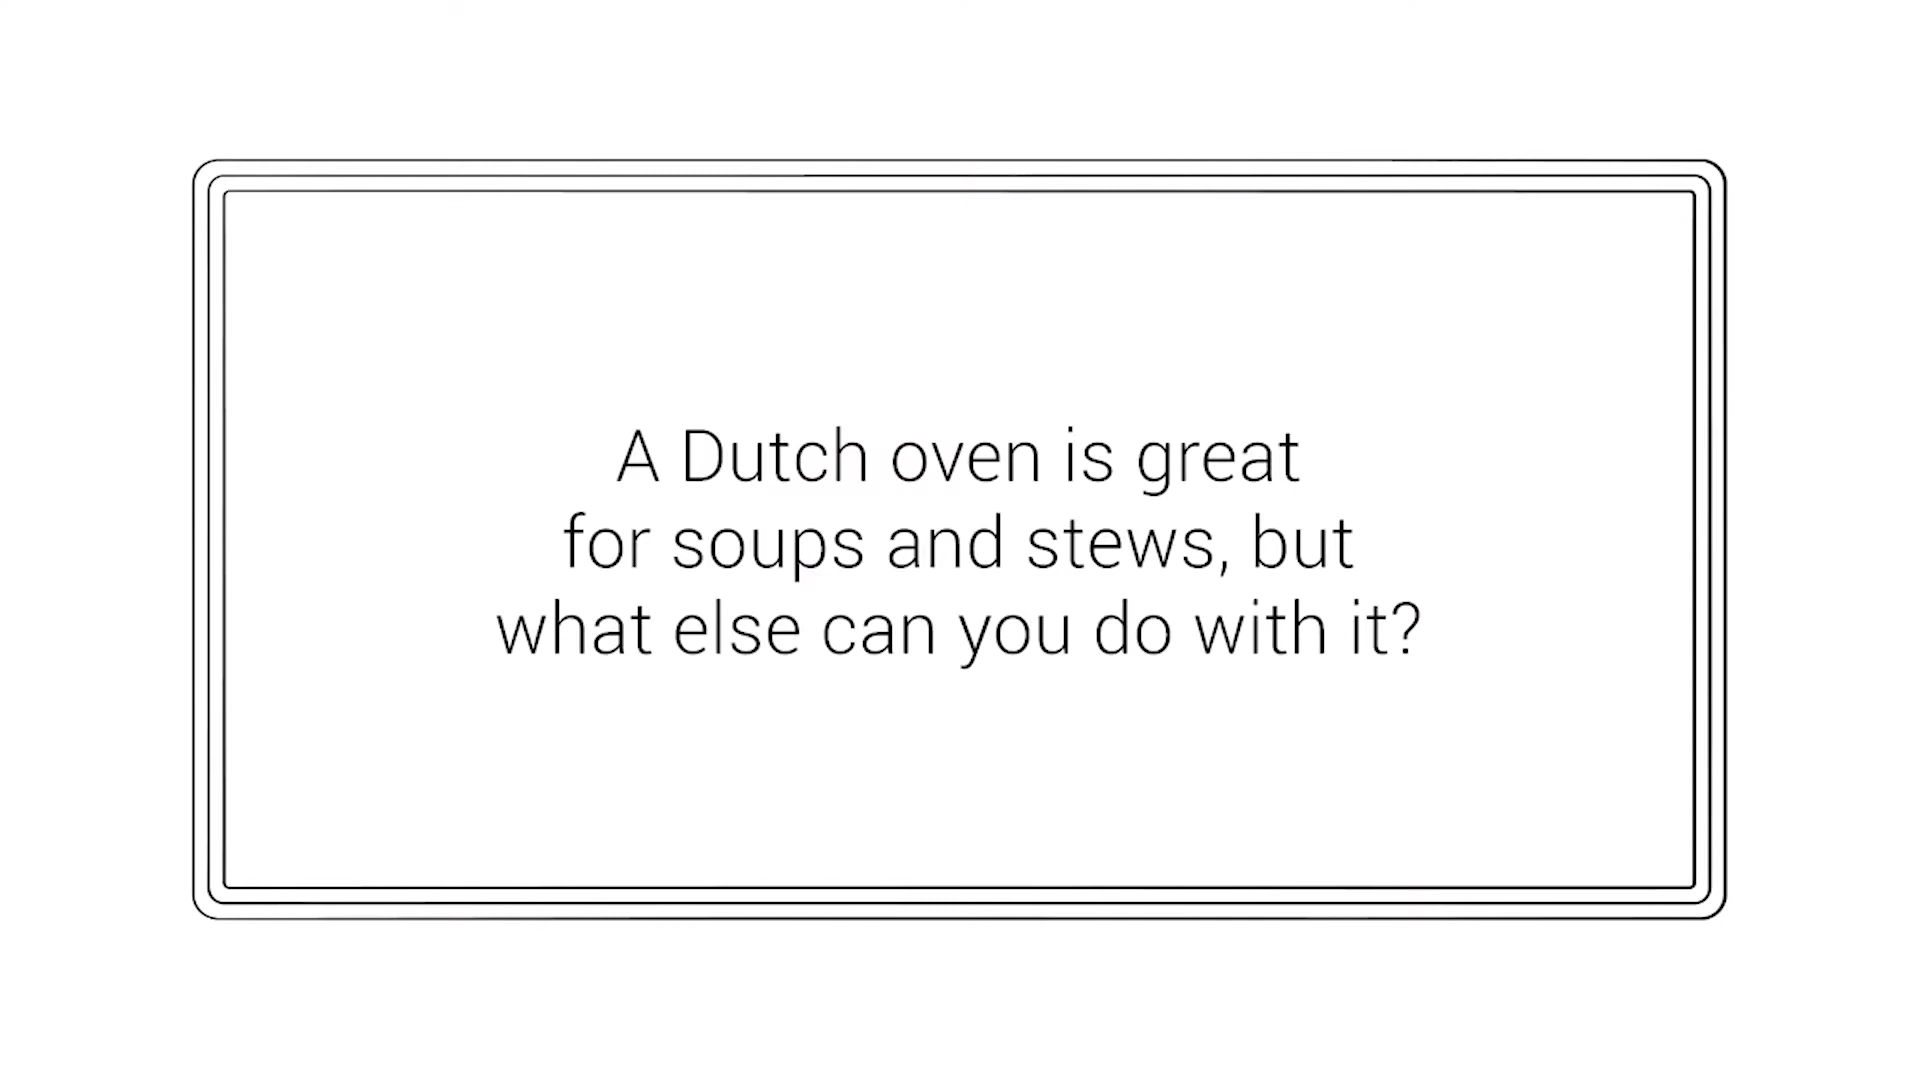 A Dutch oven is great
for soups and stews, but
what else can you do with it?